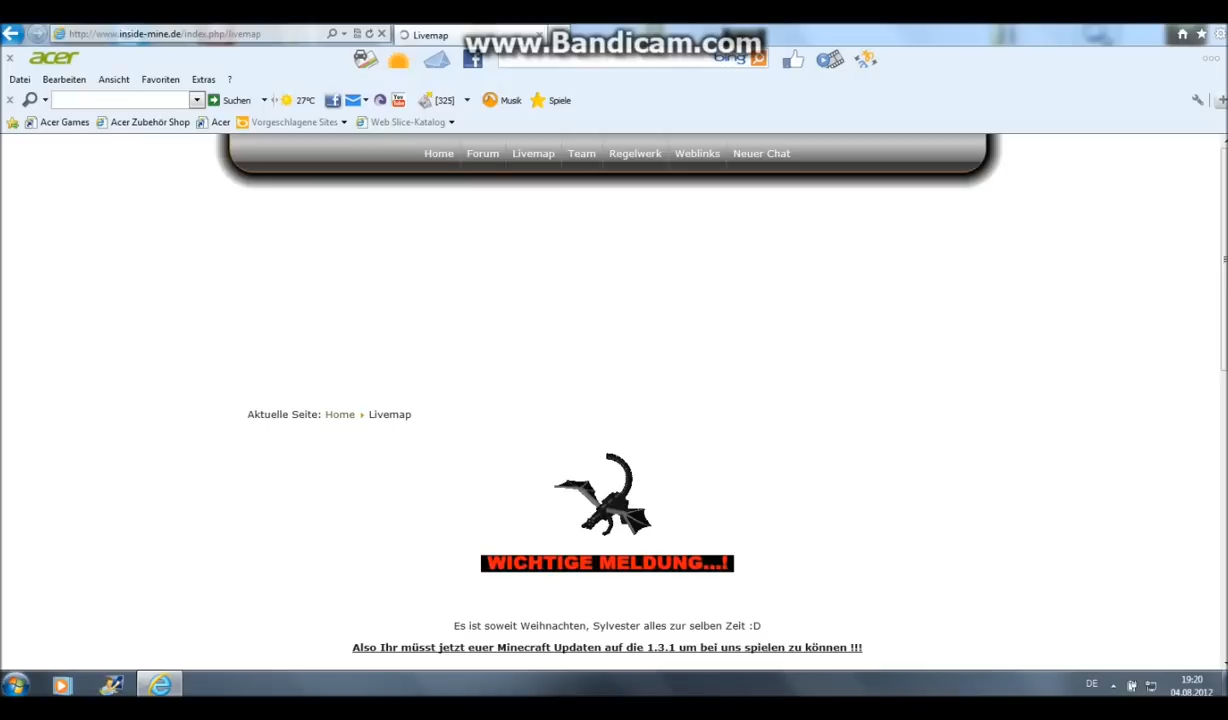 http://www.inside-mine.de/index.php/livemap
Livemap
www.Bandicam.com
acer
bing
Datei Bearbeiten Ansicht Favoriten Extras ?
Suchen 27°C You Tube [325] Musik Spiele
Acer Games Acer Zubehör Shop Acer Vorgeschlagene Sites Web Slice-Katalog
Home Forum Livemap Team Regelwerk Weblinks Neuer Chat
Aktuelle Seite: Home Livemap
WICHTIGE MELDUNG...!
Es ist soweit Weihnachten, Sylvester alles zur selben Zeit :D
Also Ihr müsst jetzt euer Minecraft Updaten auf die 1.3.1 um bei uns spielen zu können !!!
DE
19:20
04.08.2012